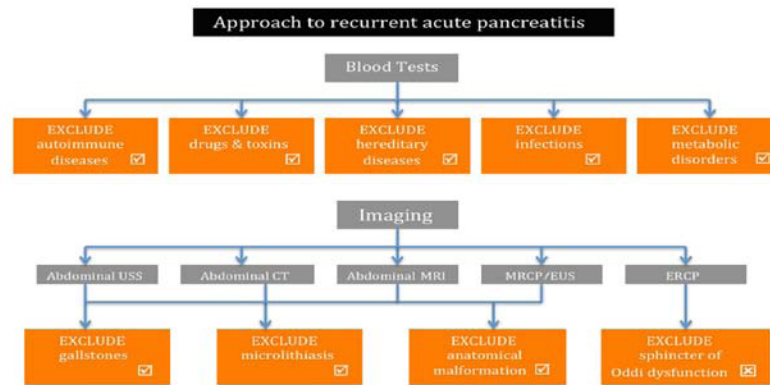 Approach to recurrent acute pancreatitis
Blood Tests
EXCLUDE
autoimmune
diseases
EXCLUDE
drugs & toxins
EXCLUDE
hereditary
diseases
EXCLUDE
infections
EXCLUDE
metabolic
disorders
Imaging
Abdominal USS
Abdominal CT
Abdominal MRI
MRCP/EUS
ERCP
EXCLUDE
gallstones
EXCLUDE
microlithiasis
EXCLUDE
anatomical
malformation
EXCLUDE
sphincter of
Oddi dysfunction